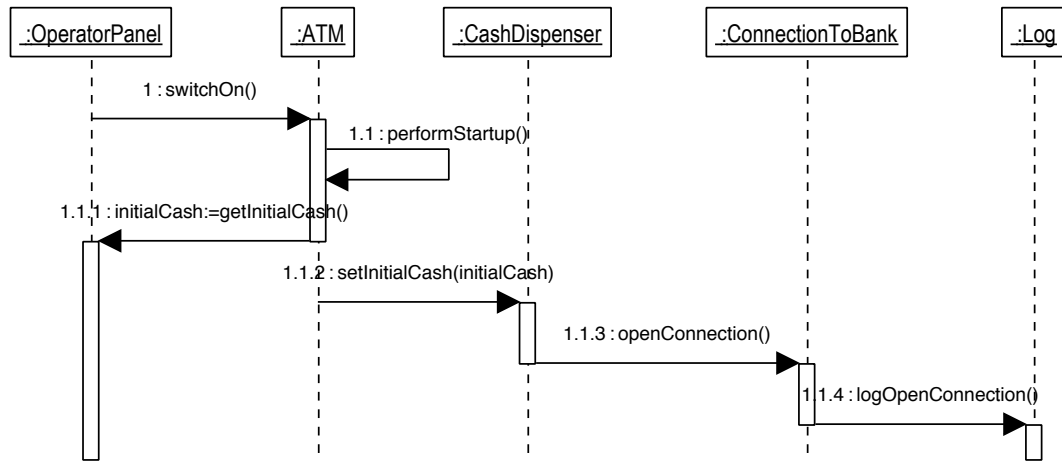 :OperatorPanel
:ATM
:CashDispenser
:ConnectionToBank
:Log
1 : switchOn()
1.1 : performStartup()
1.1.1 : initialCash:=getInitialCash()
1.1.2 : setInitialCash(initialCash)
1.1.3 : openConnection()
1.1.4 : logOpenConnection()